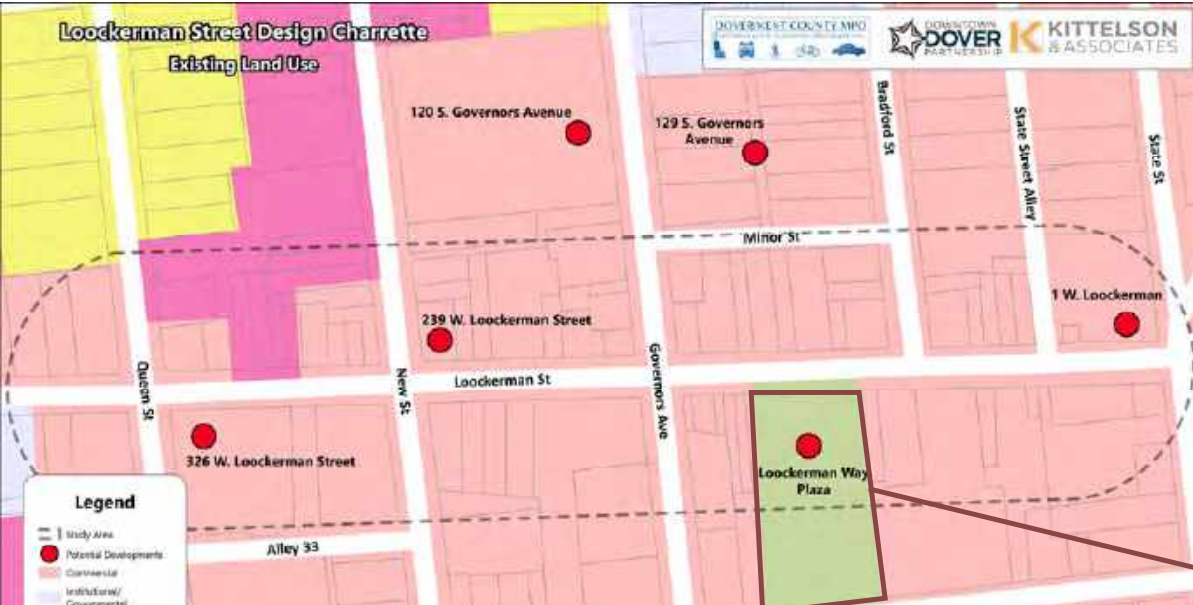 Loockerman Street Design Charrette
Existing Land Use
DOVER/KENT COUNTY MPO
DOWNTOWN
DOVER
PARTNERSHIP
KITTELSON
& ASSOCIATES
120 S. Governors Avenue
129 S. Governors
Avenue
Bradford St
State Street Alley
State St
Minor St
1 W. Loockerman
239 W. Loockerman Street
Queen St
New St
Loockerman St
Governors Ave
326 W. Loockerman Street
Loockerman Way
Plaza
Alley 33
Legend
Study Area
Potential Developments
Commercial
Institutional/
Governmental